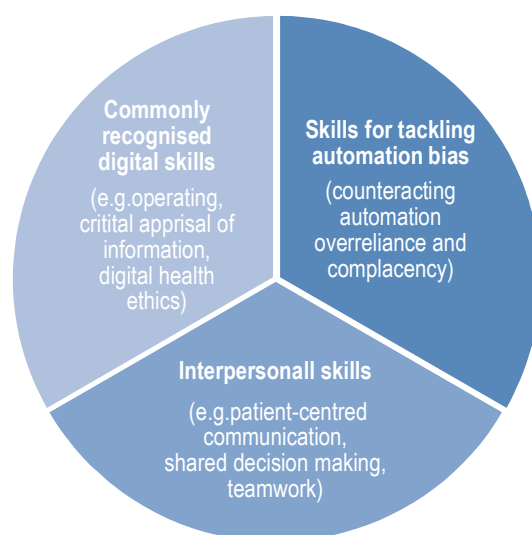 Commonly
recognised
digital skills
(e.g.operating,
critital apprisal of
information,
digital health
ethics)
Skills for tackling
automation bias
(counteracting
automation
overreliance and
complacency)
Interpersonall skills
(e.g.patient-centred
communication,
shared decision making,
teamwork)